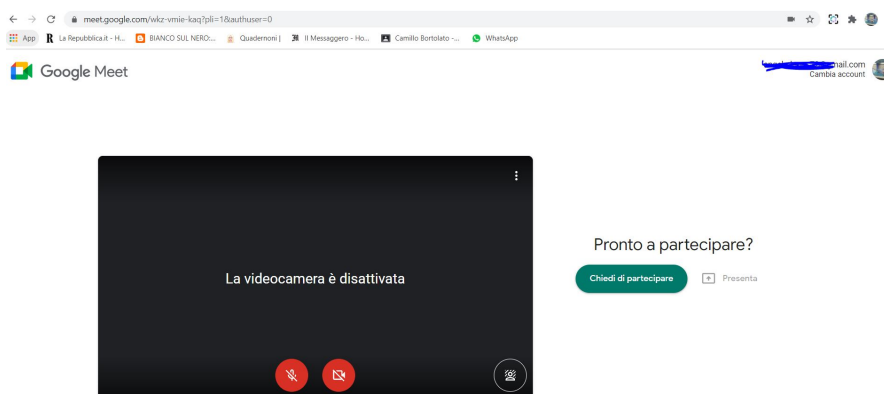 meet.google.com/wkz-vmie-kaq?pli=1&authuser=0
App R La Repubblica.it - H... BIANCO SUL NERO:... Quadernoni | Il Messaggero - Ho... Camillo Bortolato -... WhatsApp
Google Meet
mail.com
Cambia account
La videocamera è disattivata
Pronto a partecipare?
Chiedi di partecipare Presenta